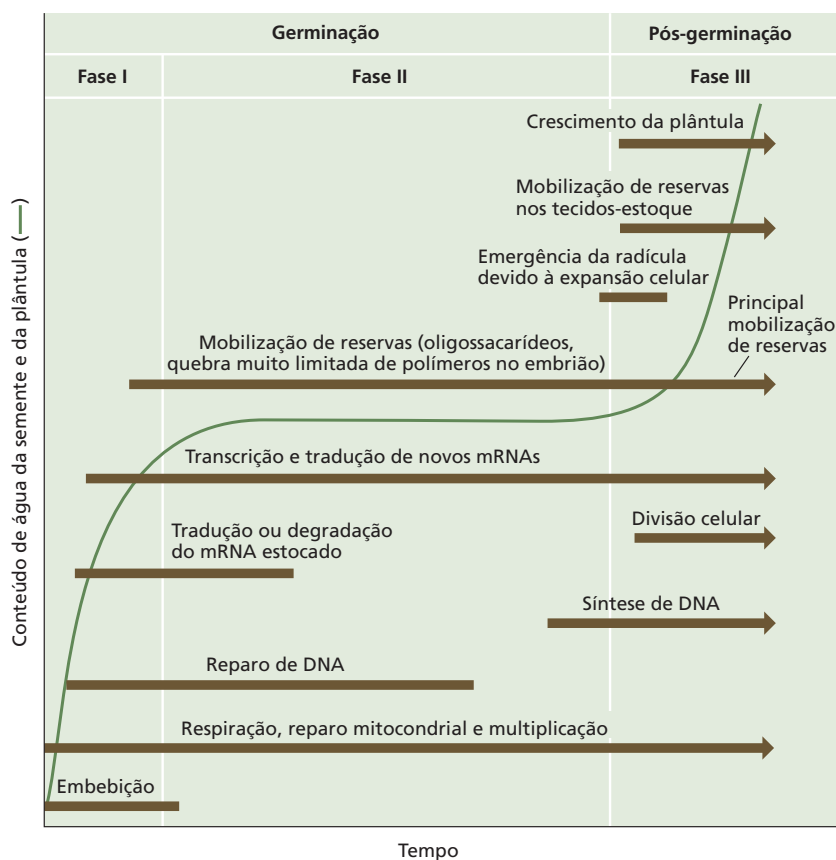 Germinação
Pós-germinação
Fase I
Fase II
Fase III
Crescimento da plântula
Mobilização de reservas
nos tecidos-estoque
Emergência da radícula
devido à expansão celular
Principal
mobilização
de reservas
Mobilização de reservas (oligossacarídeos,
quebra muito limitada de polímeros no embrião)
Transcrição e tradução de novos mRNAs
Divisão celular
Tradução ou degradação
do mRNA estocado
Síntese de DNA
Reparo de DNA
Respiração, reparo mitocondrial e multiplicação
Embebição
Conteúdo de água da semente e da plântula (—)
Tempo